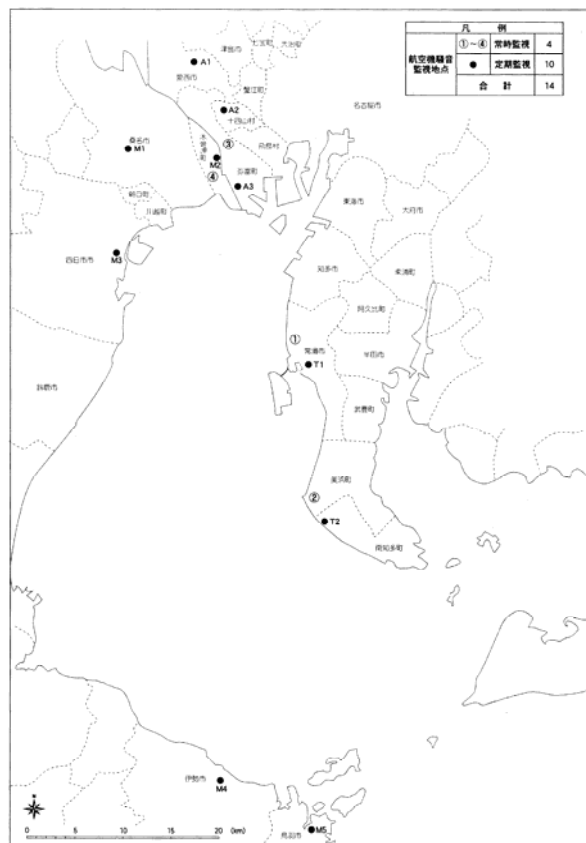 凡 例
航空機騒音
監視地点
①~④ 常時監視 4
● 定期監視 10
合 計 14
七宝町
大治町
津島市
A1
愛西市
蟹江町
名古屋市
A2
十四山村
飛島村
桑名市
M1
木曽岬町
③
M2
弥富町
④
A3
朝日町
川越町
東海市
大府市
四日市市
M3
知多市
東浦町
阿久比町
①
常滑市
半田市
T1
鈴鹿市
武豊町
美浜町
②
T2
南知多町
伊勢市
M4
鳥羽市
M5
0 5 10 15 20 (km)